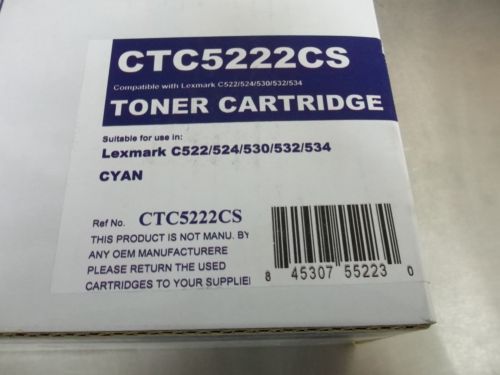 CTC5222CS
Compatible with Lexmark C522/524/530/532/534
TONER CARTRIDGE
Suitable for use in:
Lexmark C522/524/530/532/534
CYAN
Ref No. CTC5222CS
THIS PRODUCT IS NOT MANU. BY
ANY OEM MANUFACTURERE
PLEASE RETURN THE USED
CARTRIDGES TO YOUR SUPPLIE
8 45307 55223 0